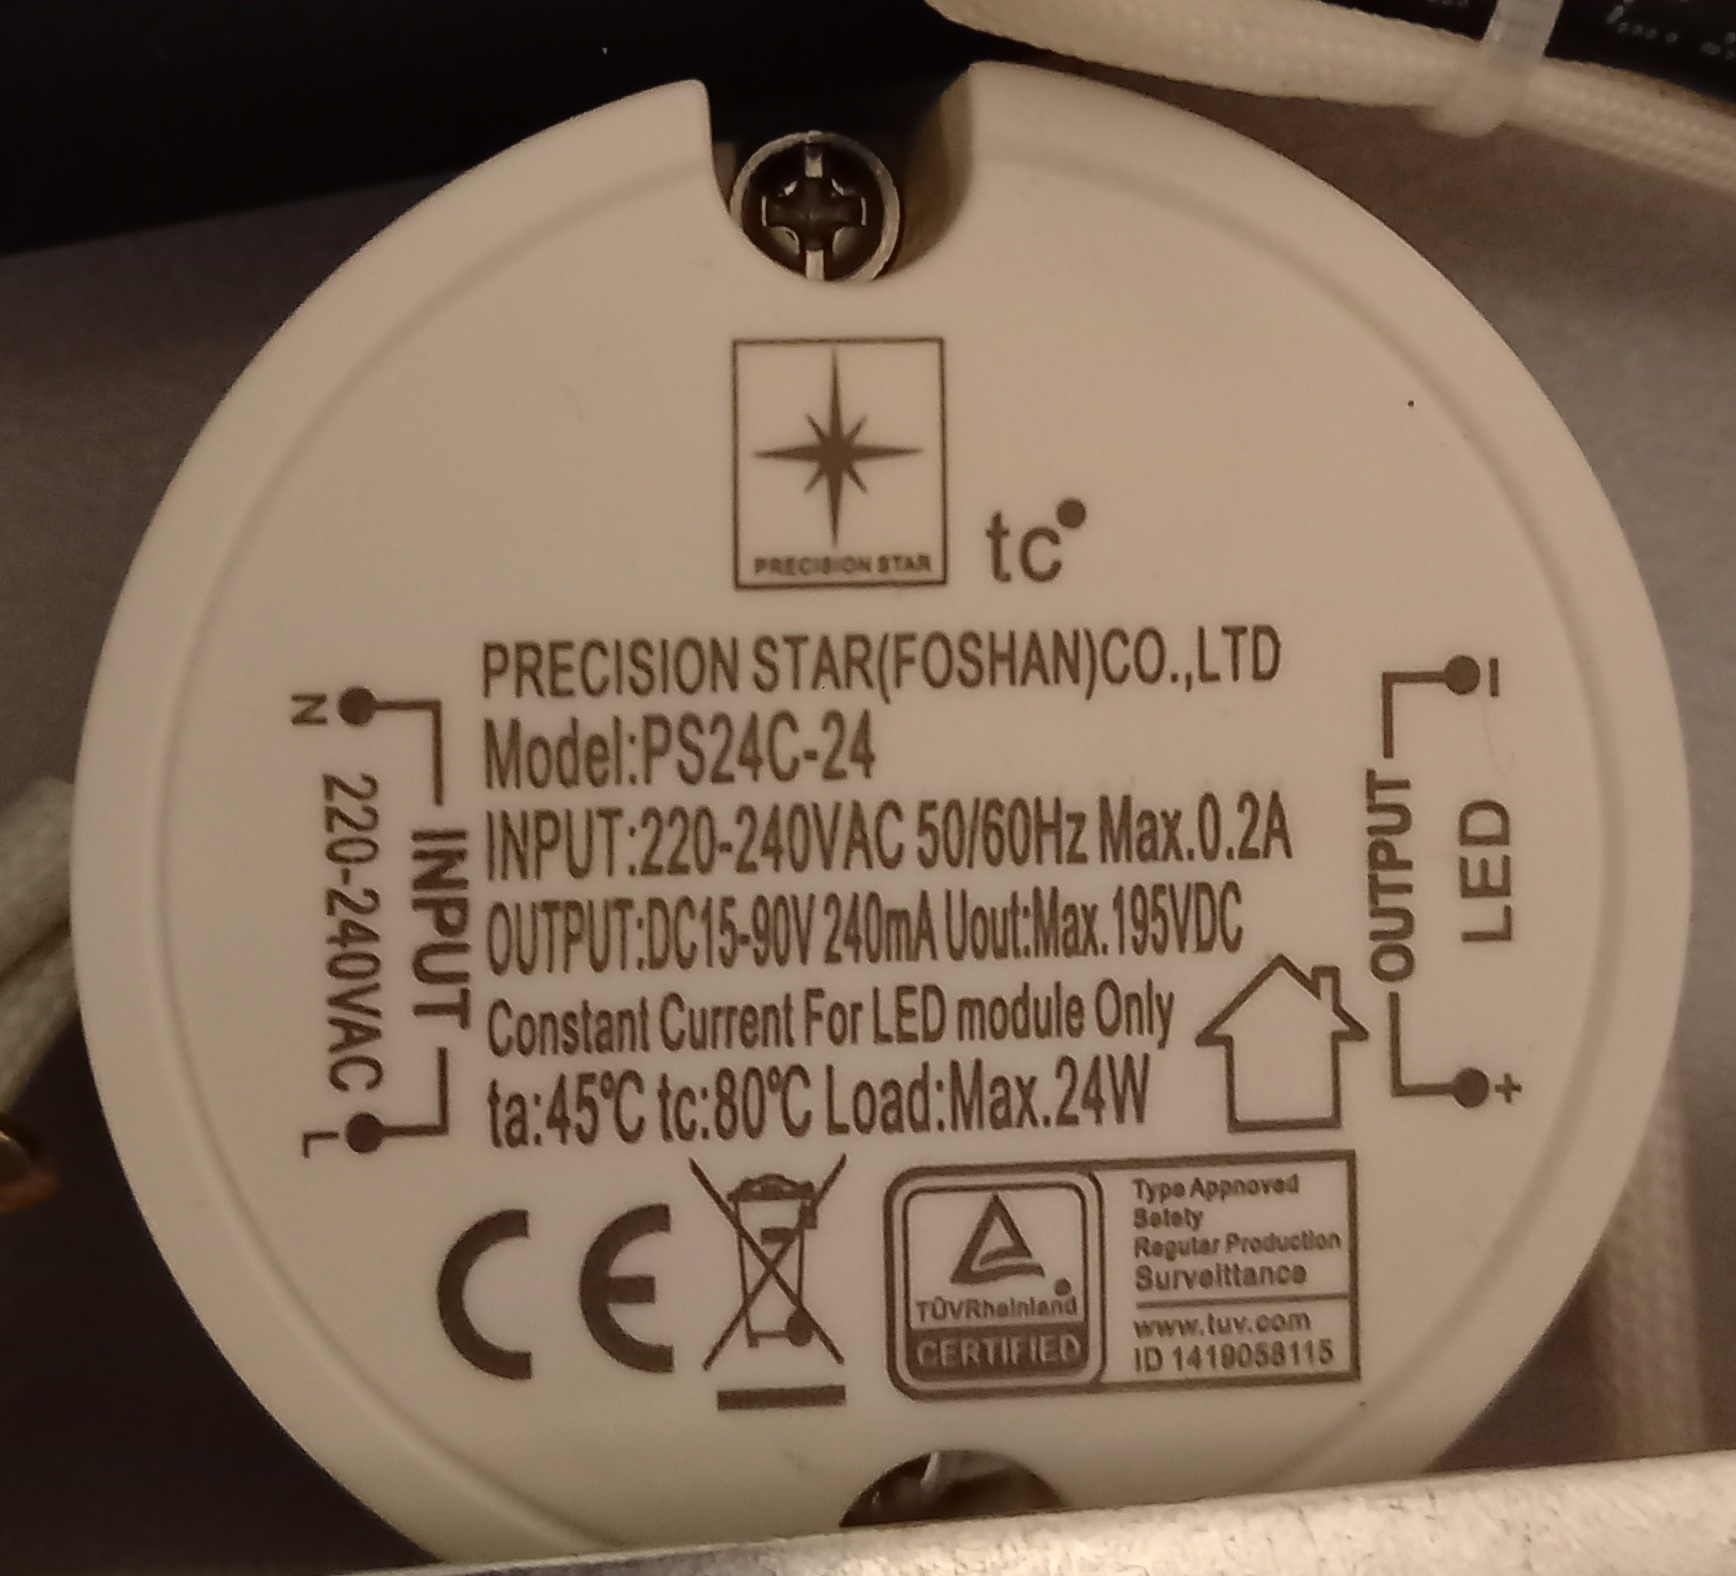 PRECISION STAR
tc
PRECISION STAR(FOSHAN)CO.,LTD
Model:PS24C-24
INPUT:220-240VAC 50/60Hz Max.0.2A
OUTPUT:DC15-90V 240mA Uout:Max.195VDC
Constant Current For LED module Only
ta:45℃ tc:80℃ Load:Max.24W
N
220-240VAC
L
INPUT
OUTPUT
LED
-
+
CE
TÜVRheinland
CERTIFIED
Type Appnoved
Safety
Regular Production
Surveittance
www.tuv.com
ID 1419058115